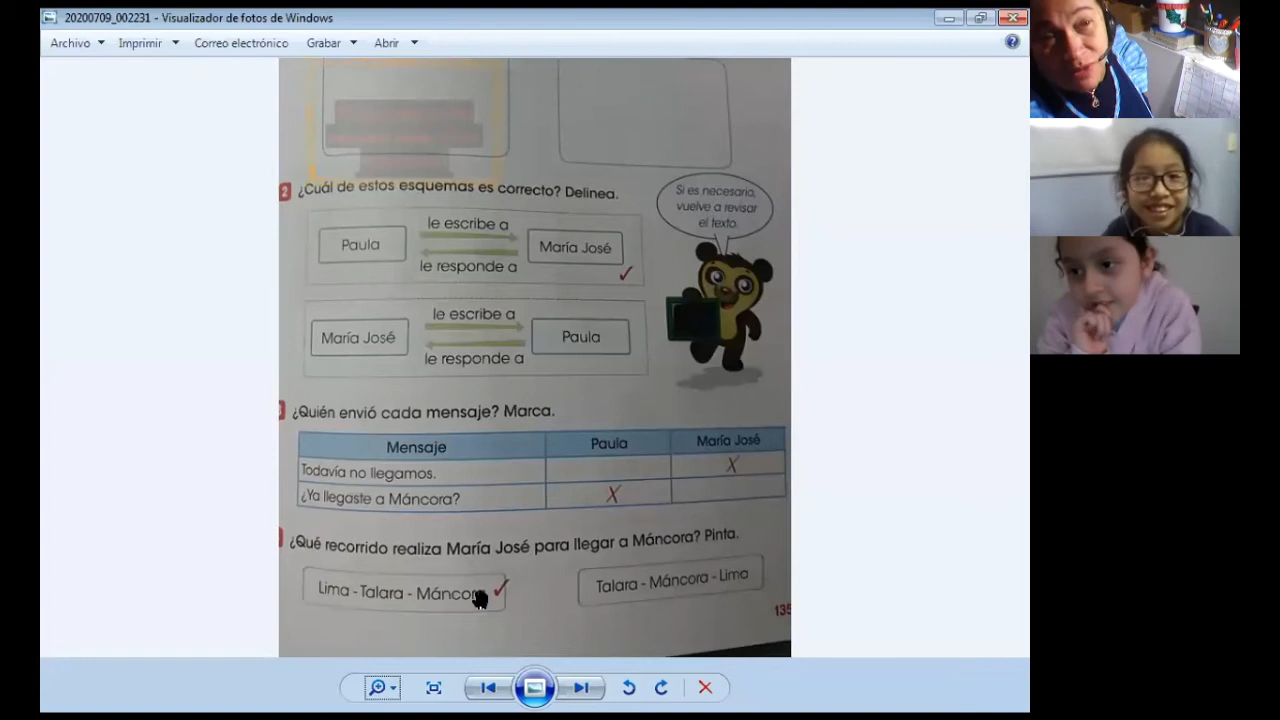 20200709_002231 - Visualizador de fotos de Windows
Archivo Imprimir Correo electrónico Grabar Abrir
2 ¿Cuál de estos esquemas es correcto? Delinea.
Si es necesario,
vuelve a revisar
el texto.
Paula le escribe a María José
le responde a ✓
María José le escribe a Paula
le responde a
¿Quién envió cada mensaje? Marca.
Mensaje Paula María José
Todavía no llegamos. X
¿Ya llegaste a Máncora? X
¿Qué recorrido realiza María José para llegar a Máncora? Pinta.
Lima - Talara - Máncora ✓ Talara - Máncora - Lima
135